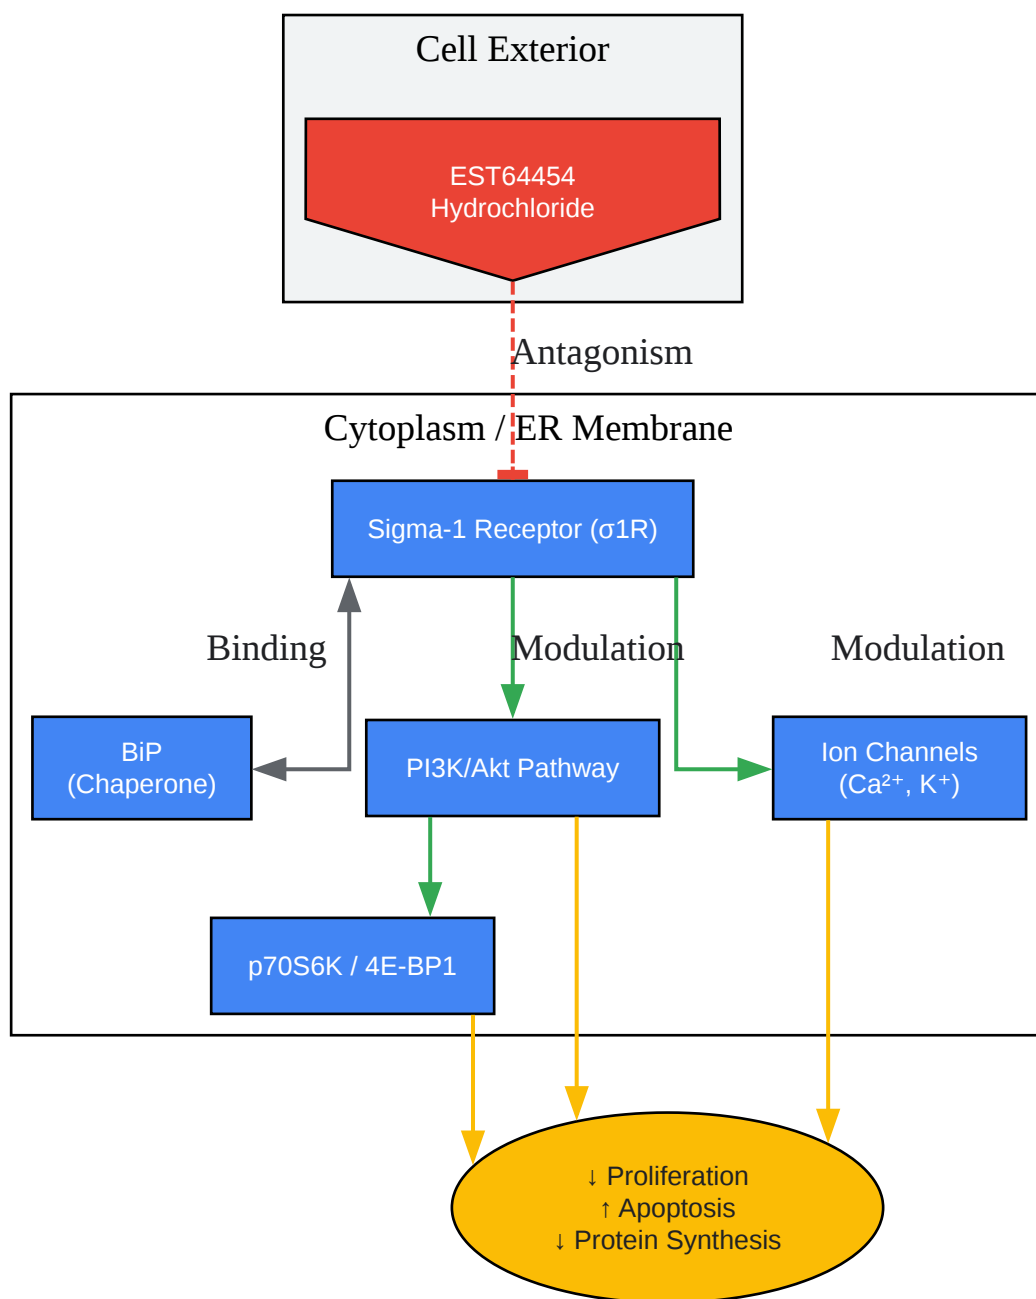 Cell Exterior
EST64454
Hydrochloride
Antagonism
Cytoplasm / ER Membrane
Sigma-1 Receptor (σ1R)
Binding
Modulation
Modulation
BiP
(Chaperone)
PI3K/Akt Pathway
Ion Channels
(Ca²⁺, K⁺)
p70S6K / 4E-BP1
↓ Proliferation
↑ Apoptosis
↓ Protein Synthesis